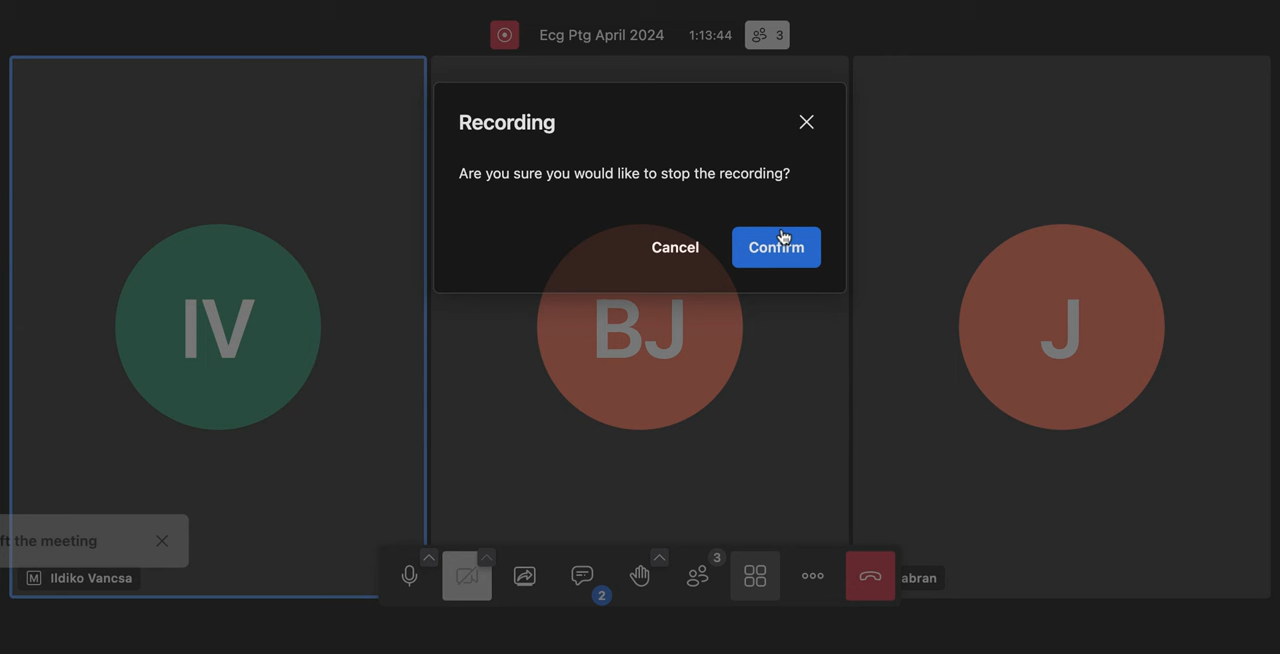 Ecg Ptg April 2024 1:13:44 3
Recording
Are you sure you would like to stop the recording?
Cancel Confirm
IV BJ J
ft the meeting
M Ildiko Vancsa
abran
3
2